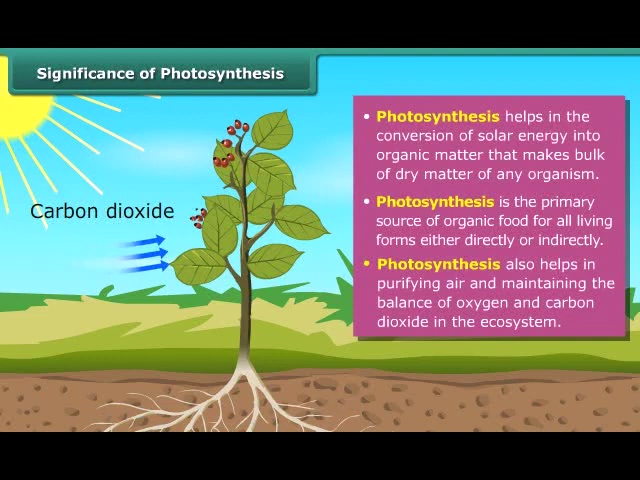 Significance of Photosynthesis
• Photosynthesis helps in the
conversion of solar energy into
organic matter that makes bulk
of dry matter of any organism.
• Photosynthesis is the primary
source of organic food for all living
forms either directly or indirectly.
• Photosynthesis also helps in
purifying air and maintaining the
balance of oxygen and carbon
dioxide in the ecosystem.
Carbon dioxide